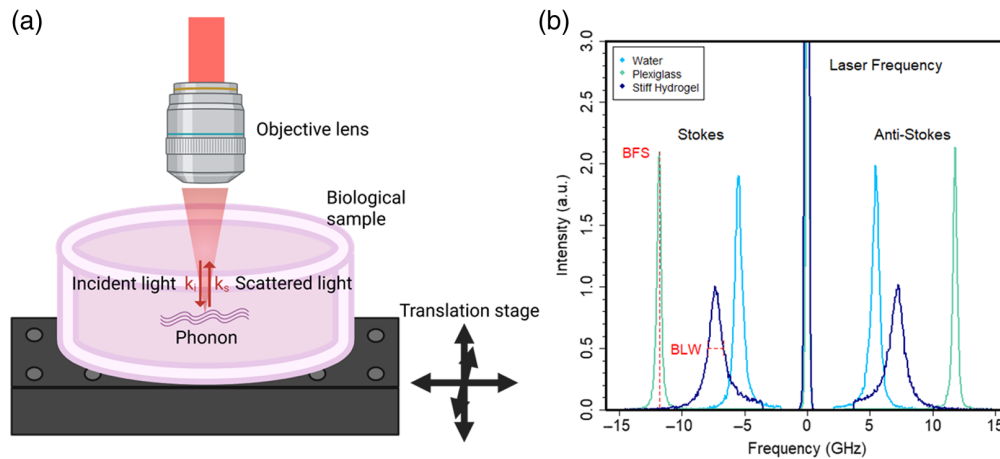 (a)
Objective lens
Biological
sample
Incident light kᵢ kₛ Scattered light
Phonon
Translation stage
(b)
Water
Plexiglass
Stiff Hydrogel
Laser Frequency
Stokes
Anti-Stokes
BFS
BLW
Intensity (a.u.)
3.0
2.5
2.0
1.5
1.0
0.5
0.0
−15 −10 −5 0 5 10 15
Frequency (GHz)